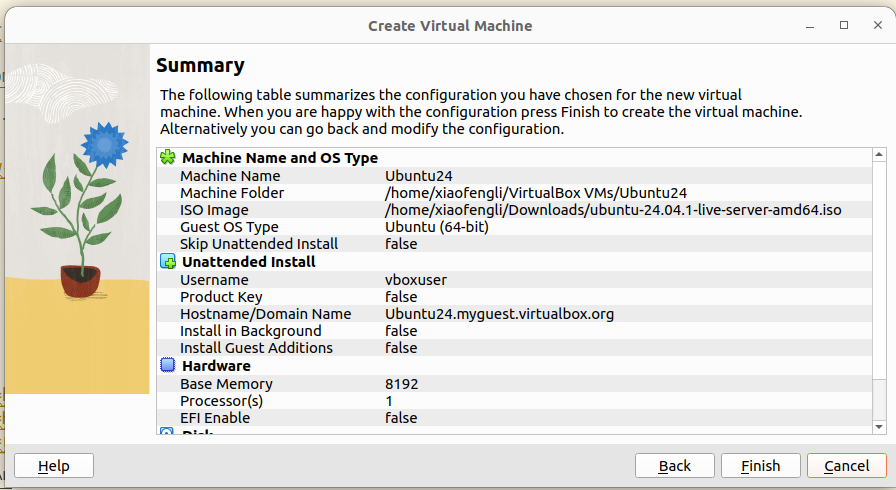 Create Virtual Machine
Summary
The following table summarizes the configuration you have chosen for the new virtual
machine. When you are happy with the configuration press Finish to create the virtual machine.
Alternatively you can go back and modify the configuration.
Machine Name and OS Type
Machine Name Ubuntu24
Machine Folder /home/xiaofengli/VirtualBox VMs/Ubuntu24
ISO Image /home/xiaofengli/Downloads/ubuntu-24.04.1-live-server-amd64.iso
Guest OS Type Ubuntu (64-bit)
Skip Unattended Install false
Unattended Install
Username vboxuser
Product Key false
Hostname/Domain Name Ubuntu24.myguest.virtualbox.org
Install in Background false
Install Guest Additions false
Hardware
Base Memory 8192
Processor(s) 1
EFI Enable false
Disk
Help Back Finish Cancel